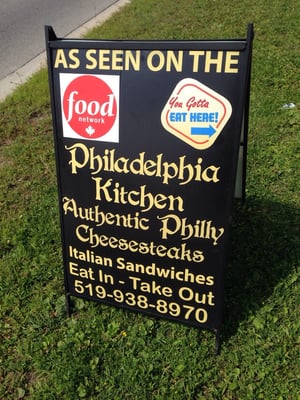 AS SEEN ON THE
food
network
You Gotta
EAT HERE!
Philadelphia
Kitchen
Authentic Philly
Cheesesteaks
Italian Sandwiches
Eat In - Take Out
519-938-8970